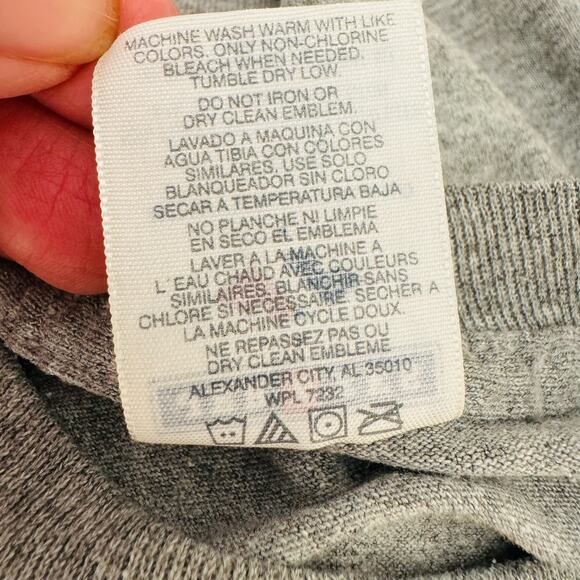 MACHINE WASH WARM WITH LIKE
COLORS. ONLY NON-CHLORINE
BLEACH WHEN NEEDED.
TUMBLE DRY LOW.
DO NOT IRON OR
DRY CLEAN EMBLEM.
LAVADO A MAQUINA CON
AGUA TIBIA CON COLORES
SIMILARES. USE SOLO
BLANQUEADOR SIN CLORO
SECAR A TEMPERATURA BAJA
NO PLANCHE NI LIMPIE
EN SECO EL EMBLEMA
LAVER A LA MACHINE A
L'EAU CHAUD AVEC COULEURS
SIMILAIRES. BLANCHIR SANS
CHLORE SI NECESSAIRE. SECHER A
LA MACHINE CYCLE DOUX.
NE REPASSEZ PAS OU
DRY CLEAN EMBLEME
ALEXANDER CITY, AL 35010
WPL 7232